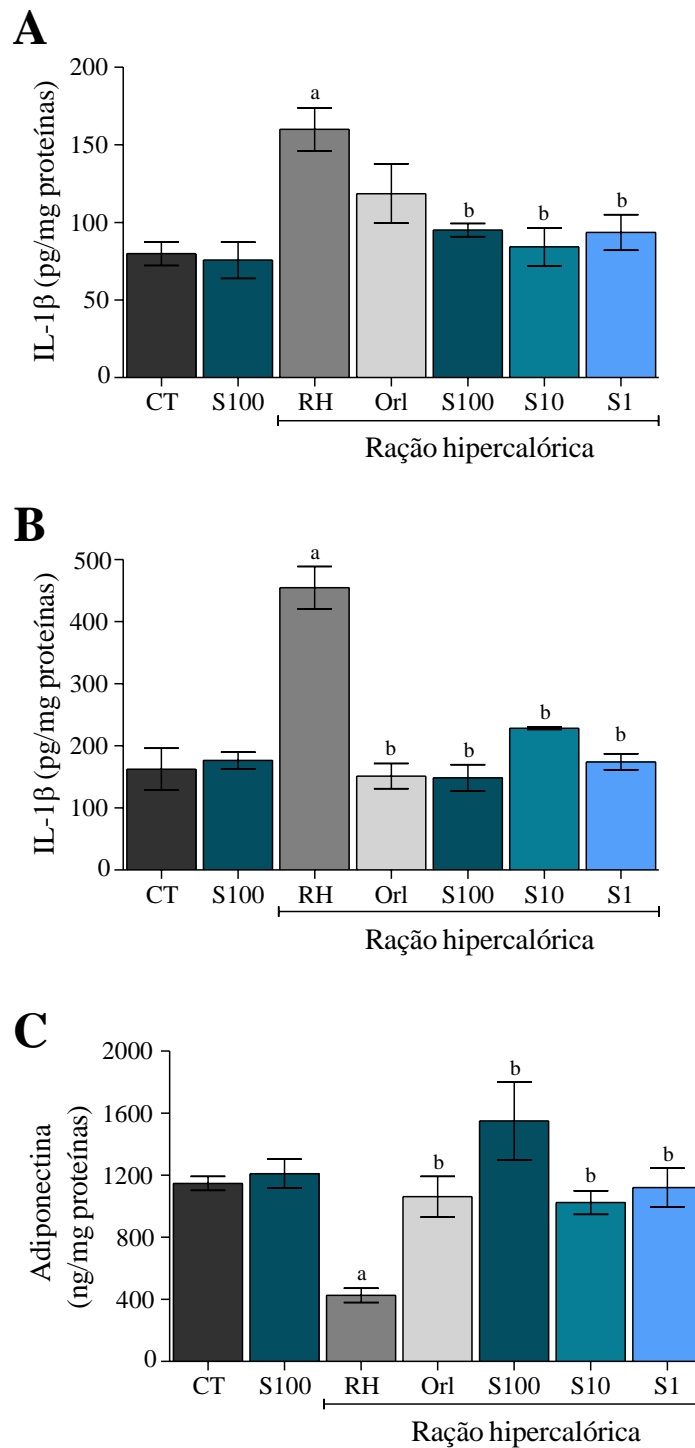 A
IL-1β (pg/mg proteínas)
200
150
100
50
0
a
b
b
b
CT S100 RH Orl S100 S10 S1
Ração hipercalórica
B
IL-1β (pg/mg proteínas)
500
400
300
200
100
0
a
b
b
b
b
CT S100 RH Orl S100 S10 S1
Ração hipercalórica
C
Adiponectina
(ng/mg proteínas)
2000
1600
1200
800
400
0
a
b
b
b
b
CT S100 RH Orl S100 S10 S1
Ração hipercalórica